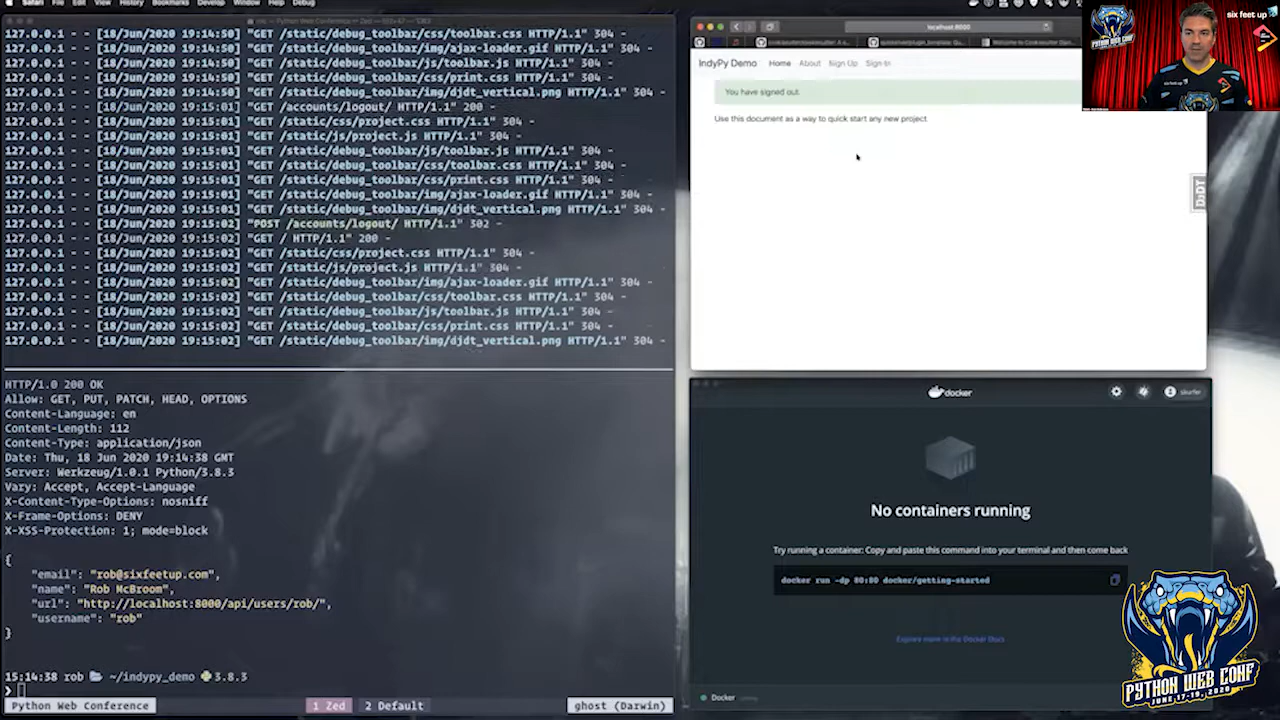 Safari File Edit View History Bookmarks Develop Window Help
127.0.0.1 - - [18/Jun/2020 19:14:50] "GET /static/debug_toolbar/css/toolbar.css HTTP/1.1" 304 -
127.0.0.1 - - [18/Jun/2020 19:14:50] "GET /static/debug_toolbar/img/ajax-loader.gif HTTP/1.1" 304 -
127.0.0.1 - - [18/Jun/2020 19:14:50] "GET /static/debug_toolbar/js/toolbar.js HTTP/1.1" 304 -
127.0.0.1 - - [18/Jun/2020 19:14:50] "GET /static/debug_toolbar/css/print.css HTTP/1.1" 304 -
127.0.0.1 - - [18/Jun/2020 19:14:50] "GET /static/debug_toolbar/img/djdt_vertical.png HTTP/1.1" 304 -
127.0.0.1 - - [18/Jun/2020 19:15:01] "GET /accounts/logout/ HTTP/1.1" 200 -
127.0.0.1 - - [18/Jun/2020 19:15:01] "GET /static/css/project.css HTTP/1.1" 304 -
127.0.0.1 - - [18/Jun/2020 19:15:01] "GET /static/js/project.js HTTP/1.1" 304 -
127.0.0.1 - - [18/Jun/2020 19:15:01] "GET /static/debug_toolbar/js/toolbar.js HTTP/1.1" 304 -
127.0.0.1 - - [18/Jun/2020 19:15:01] "GET /static/debug_toolbar/css/toolbar.css HTTP/1.1" 304 -
127.0.0.1 - - [18/Jun/2020 19:15:01] "GET /static/debug_toolbar/css/print.css HTTP/1.1" 304 -
127.0.0.1 - - [18/Jun/2020 19:15:01] "GET /static/debug_toolbar/img/ajax-loader.gif HTTP/1.1" 304 -
127.0.0.1 - - [18/Jun/2020 19:15:01] "GET /static/debug_toolbar/img/djdt_vertical.png HTTP/1.1" 304 -
127.0.0.1 - - [18/Jun/2020 19:15:02] "POST /accounts/logout/ HTTP/1.1" 302 -
127.0.0.1 - - [18/Jun/2020 19:15:02] "GET / HTTP/1.1" 200 -
127.0.0.1 - - [18/Jun/2020 19:15:02] "GET /static/css/project.css HTTP/1.1" 304 -
127.0.0.1 - - [18/Jun/2020 19:15:02] "GET /static/js/project.js HTTP/1.1" 304 -
127.0.0.1 - - [18/Jun/2020 19:15:02] "GET /static/debug_toolbar/img/ajax-loader.gif HTTP/1.1" 304 -
127.0.0.1 - - [18/Jun/2020 19:15:02] "GET /static/debug_toolbar/css/toolbar.css HTTP/1.1" 304 -
127.0.0.1 - - [18/Jun/2020 19:15:02] "GET /static/debug_toolbar/js/toolbar.js HTTP/1.1" 304 -
127.0.0.1 - - [18/Jun/2020 19:15:02] "GET /static/debug_toolbar/css/print.css HTTP/1.1" 304 -
127.0.0.1 - - [18/Jun/2020 19:15:02] "GET /static/debug_toolbar/img/djdt_vertical.png HTTP/1.1" 304 -
HTTP/1.0 200 OK
Allow: GET, PUT, PATCH, HEAD, OPTIONS
Content-Language: en
Content-Length: 112
Content-Type: application/json
Date: Thu, 18 Jun 2020 19:14:38 GMT
Server: Werkzeug/1.0.1 Python/3.8.3
Vary: Accept, Accept-Language
X-Content-Type-Options: nosniff
X-Frame-Options: DENY
X-XSS-Protection: 1; mode=block
{
"email": "rob@sixfeetup.com",
"name": "Rob McBroom",
"url": "http://localhost:8000/api/users/rob/",
"username": "rob"
}
15:14:38 rob ~/indypy_demo 3.8.3
❯
Python Web Conference 1 Zed 2 Default ghost (Darwin)
localhost:8000
IndyPy Demo Home About Sign Up Sign In
You have signed out.
Use this document as a way to quick start any new project.
DJDT
six feet up
docker
skurfer
No containers running
Try running a container: Copy and paste this command into your terminal and then come back
docker run -dp 80:80 docker/getting-started
Explore more in the Docker Docs
Docker running
PYTHON WEB CONF
JUNE 17-19, 2020